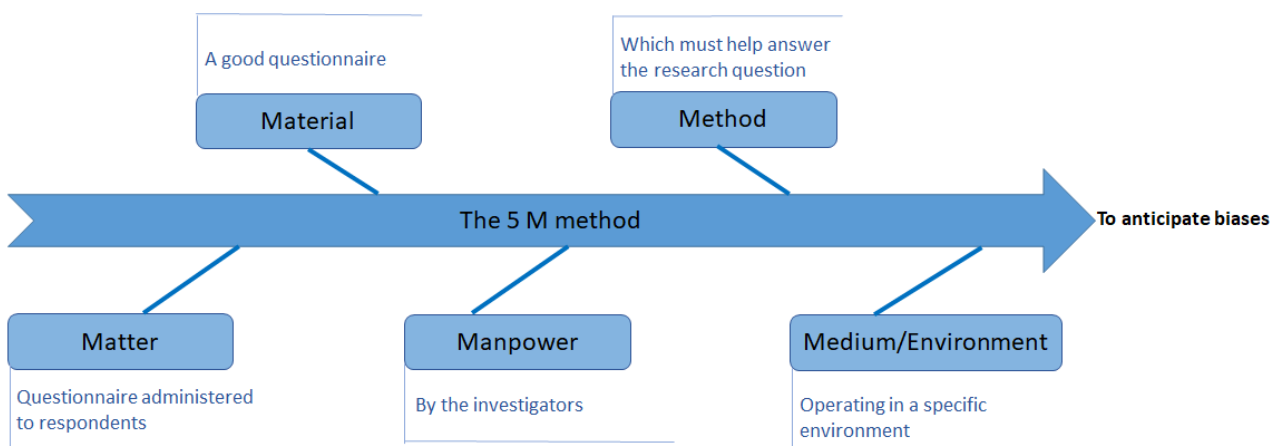 A good questionnaire
Material
Which must help answer
the research question
Method
The 5 M method
To anticipate biases
Matter
Questionnaire administered
to respondents
Manpower
By the investigators
Medium/Environment
Operating in a specific
environment